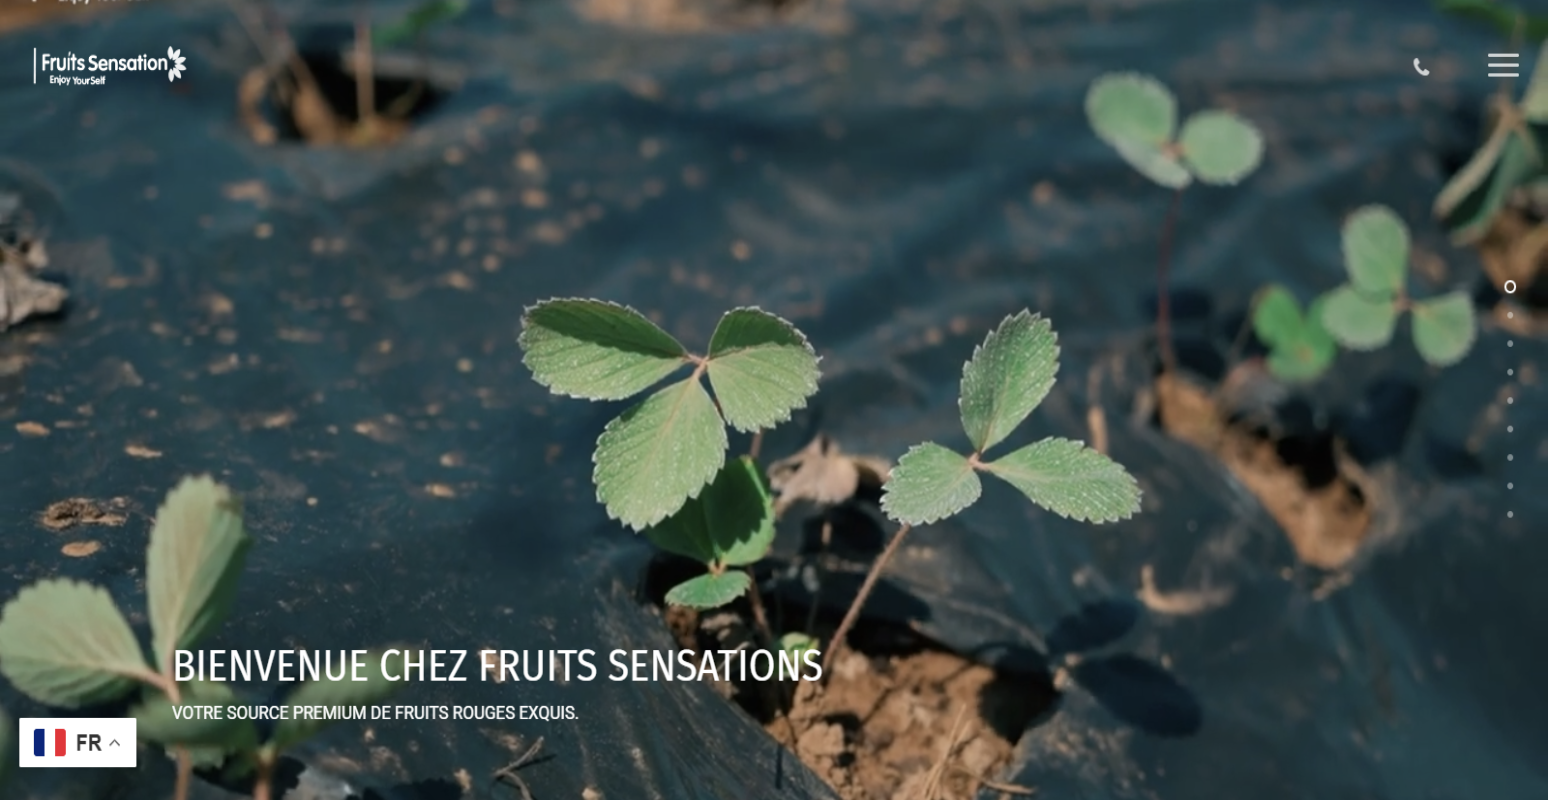 Fruits Sensation
Enjoy YourSelf
BIENVENUE CHEZ FRUITS SENSATIONS
VOTRE SOURCE PREMIUM DE FRUITS ROUGES EXQUIS.
FR